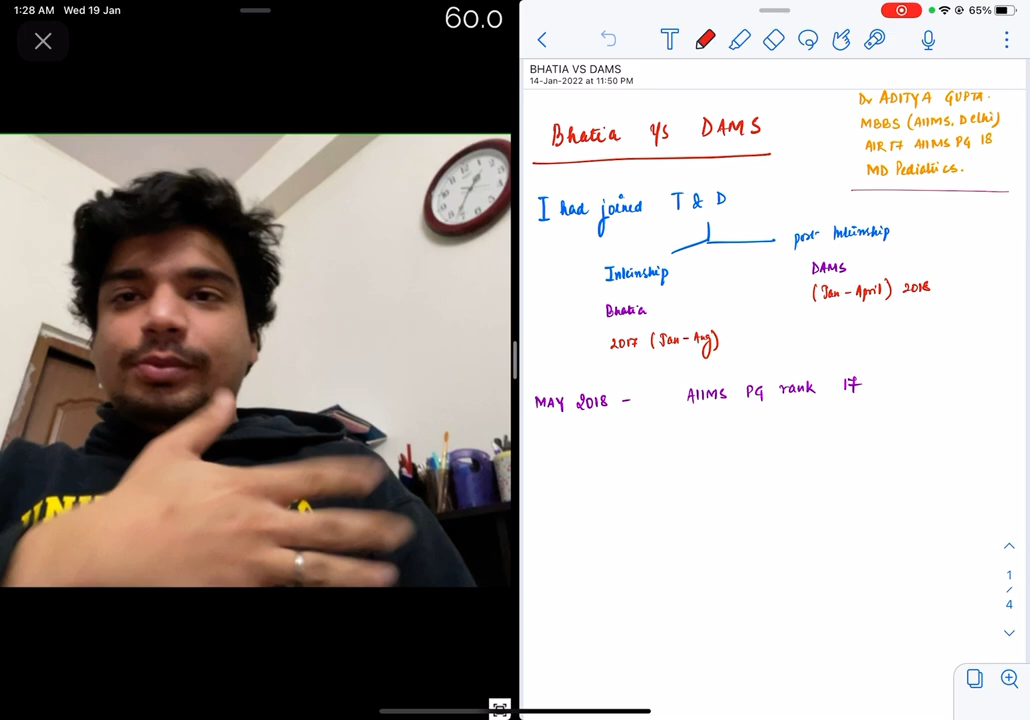 1:28 AM Wed 19 Jan
60.0
65%
BHATIA VS DAMS
14-Jan-2022 at 11:50 PM
Dr ADITYA GUPTA.
MBBS (AIIMS, Delhi)
AIR 17 AIIMS PG 18
MD Pediatrics.
Bhatia v/s DAMS
I had joined T & D
Internship
post-Internship
Bhatia
DAMS
2017 (Jan-Aug)
(Jan-April) 2018
MAY 2018 - AIIMS PG rank 17
UNI
1
/
4